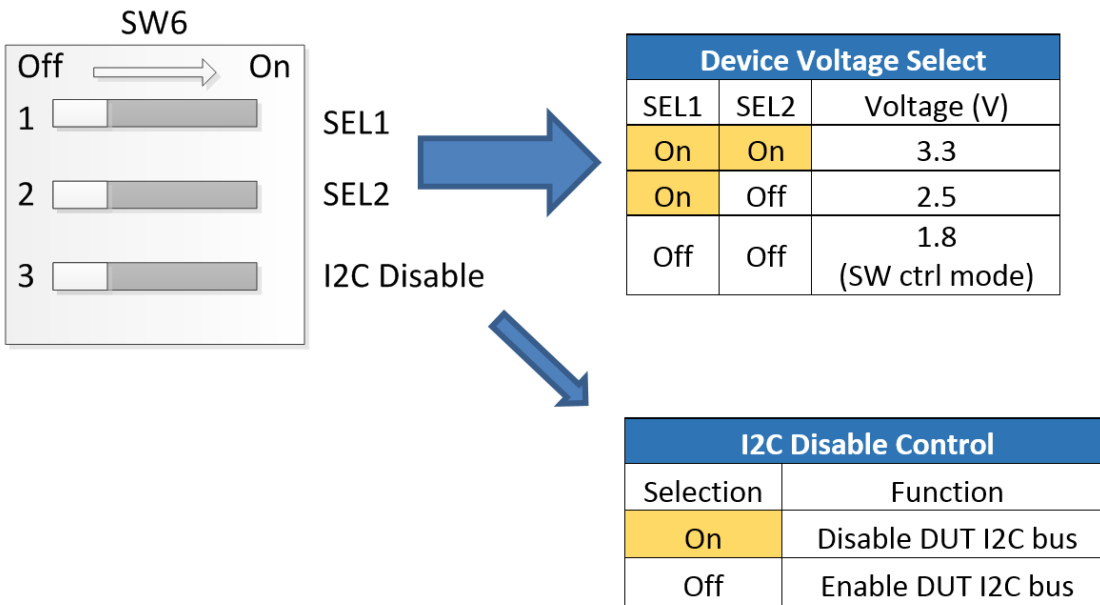 SW6
Off On
1 SEL1
2 SEL2
3 I2C Disable
Device Voltage Select
SEL1 SEL2 Voltage (V)
On On 3.3
On Off 2.5
Off Off 1.8
(SW ctrl mode)
I2C Disable Control
Selection Function
On Disable DUT I2C bus
Off Enable DUT I2C bus